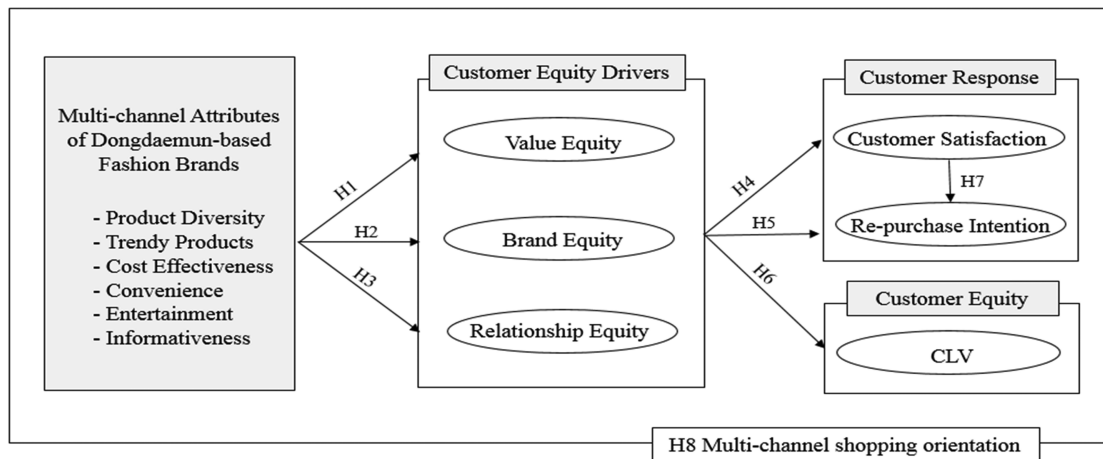 Multi-channel Attributes
of Dongdaemun-based
Fashion Brands
- Product Diversity
- Trendy Products
- Cost Effectiveness
- Convenience
- Entertainment
- Informativeness
H1
H2
H3
Customer Equity Drivers
Value Equity
Brand Equity
Relationship Equity
H4
H5
H6
Customer Response
Customer Satisfaction
H7
Re-purchase Intention
Customer Equity
CLV
H8 Multi-channel shopping orientation